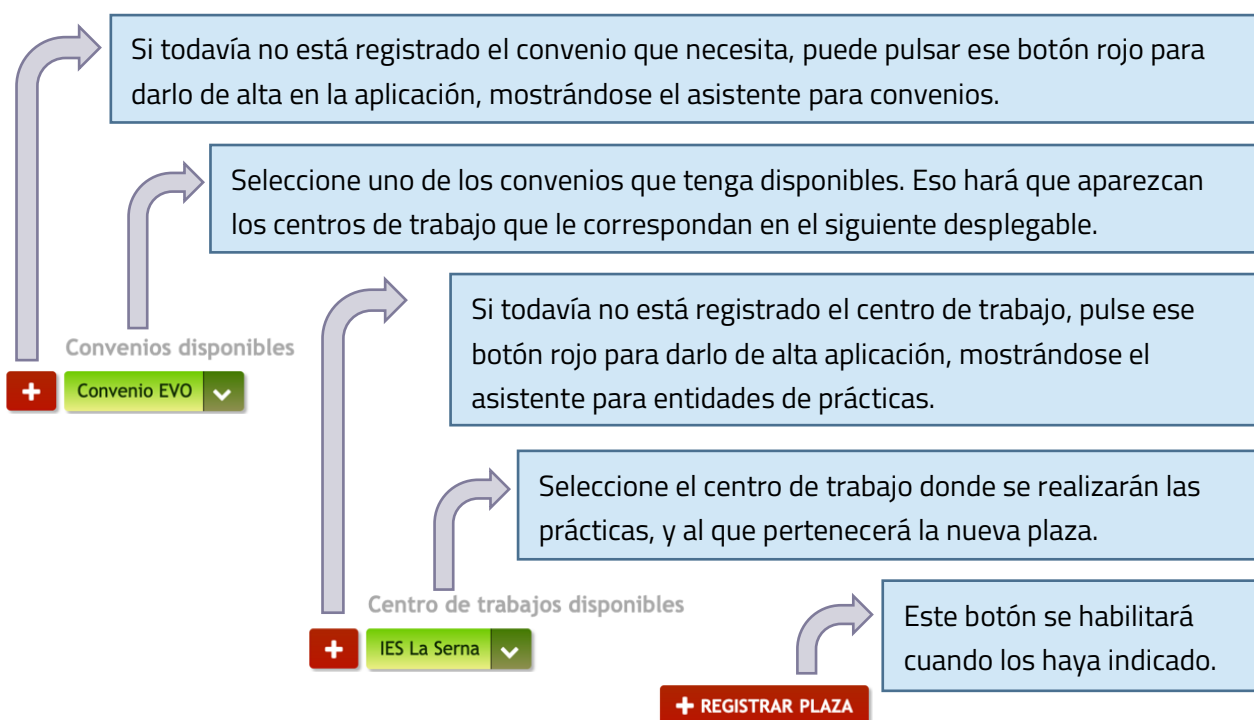 Si todavía no está registrado el convenio que necesita, puede pulsar ese botón rojo para
darlo de alta en la aplicación, mostrándose el asistente para convenios.
Seleccione uno de los convenios que tenga disponibles. Eso hará que aparezcan
los centros de trabajo que le correspondan en el siguiente desplegable.
Si todavía no está registrado el centro de trabajo, pulse ese
botón rojo para darlo de alta aplicación, mostrándose el
asistente para entidades de prácticas.
Convenios disponibles
+ Convenio EVO
Seleccione el centro de trabajo donde se realizarán las
prácticas, y al que pertenecerá la nueva plaza.
Centro de trabajos disponibles
+ IES La Serna
Este botón se habilitará
cuando los haya indicado.
+ REGISTRAR PLAZA